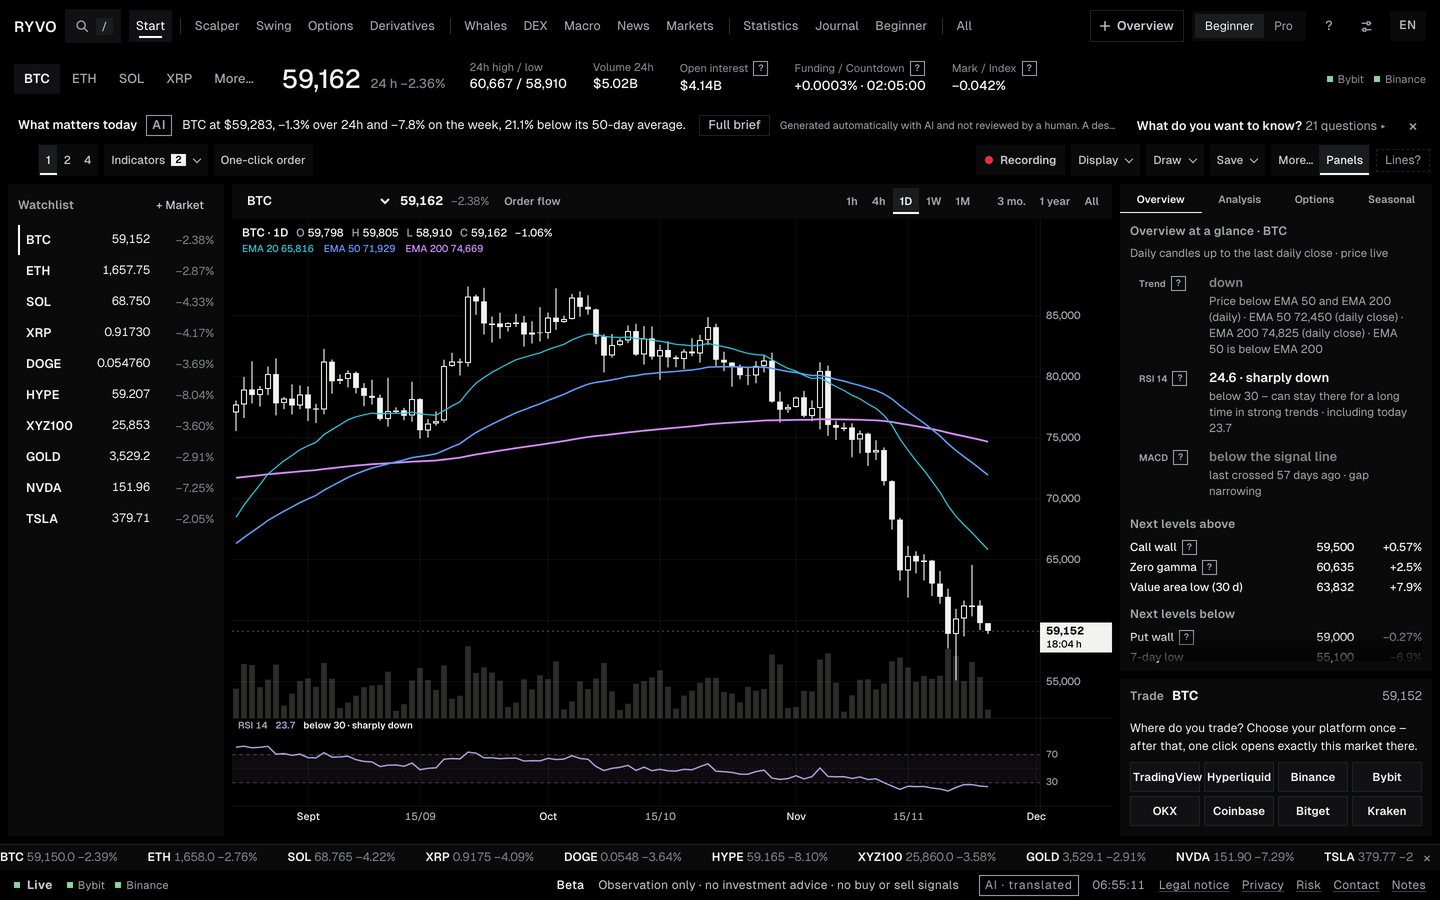 RYVO / Start Scalper Swing Options Derivatives Whales DEX Macro News Markets Statistics Journal Beginner All + Overview Beginner Pro ? EN
BTC ETH SOL XRP More... 59,162 24 h −2.36%
24h high / low
60,667 / 58,910
Volume 24h
$5.02B
Open interest ?
$4.14B
Funding / Countdown ?
+0.0003% · 02:05:00
Mark / Index ?
−0.042%
Bybit Binance
What matters today AI BTC at $59,283, −1.3% over 24h and −7.8% on the week, 21.1% below its 50-day average. Full brief Generated automatically with AI and not reviewed by a human. A des... What do you want to know? 21 questions ×
1 2 4 Indicators 2 One-click order Recording Display Draw Save More... Panels Lines?
Watchlist + Market
BTC 59,152 −2.38%
ETH 1,657.75 −2.87%
SOL 68.750 −4.33%
XRP 0.91730 −4.17%
DOGE 0.054760 −3.69%
HYPE 59.207 −8.04%
XYZ100 25,853 −3.60%
GOLD 3,529.2 −2.91%
NVDA 151.96 −7.25%
TSLA 379.71 −2.05%
BTC 59,162 −2.38% Order flow 1h 4h 1D 1W 1M 3 mo. 1 year All
BTC · 1D O 59,798 H 59,805 L 58,910 C 59,162 −1.06%
EMA 20 65,816 EMA 50 71,929 EMA 200 74,669
85,000
80,000
75,000
70,000
65,000
59,152
18:04 h
55,000
RSI 14 23.7 below 30 · sharply down
70
30
Sept 15/09 Oct 15/10 Nov 15/11 Dec
Overview Analysis Options Seasonal
Overview at a glance · BTC
Daily candles up to the last daily close · price live
Trend ? down
Price below EMA 50 and EMA 200
(daily) · EMA 50 72,450 (daily close) ·
EMA 200 74,825 (daily close) · EMA
50 is below EMA 200
RSI 14 ? 24.6 · sharply down
below 30 – can stay there for a long
time in strong trends · including today
23.7
MACD ? below the signal line
last crossed 57 days ago · gap
narrowing
Next levels above
Call wall ? 59,500 +0.57%
Zero gamma ? 60,635 +2.5%
Value area low (30 d) 63,832 +7.9%
Next levels below
Put wall ? 59,000 −0.27%
7-day low 55,100 −6.9%
Trade BTC 59,152
Where do you trade? Choose your platform once –
after that, one click opens exactly this market there.
TradingView Hyperliquid Binance Bybit
OKX Coinbase Bitget Kraken
BTC 59,150.0 −2.39% ETH 1,658.0 −2.76% SOL 68.765 −4.22% XRP 0.9175 −4.09% DOGE 0.0548 −3.64% HYPE 59.165 −8.10% XYZ100 25,860.0 −3.58% GOLD 3,529.1 −2.91% NVDA 151.90 −7.29% TSLA 379.77 −2. ×
Live Bybit Binance Beta Observation only · no investment advice · no buy or sell signals AI · translated 06:55:11 Legal notice Privacy Risk Contact Notes